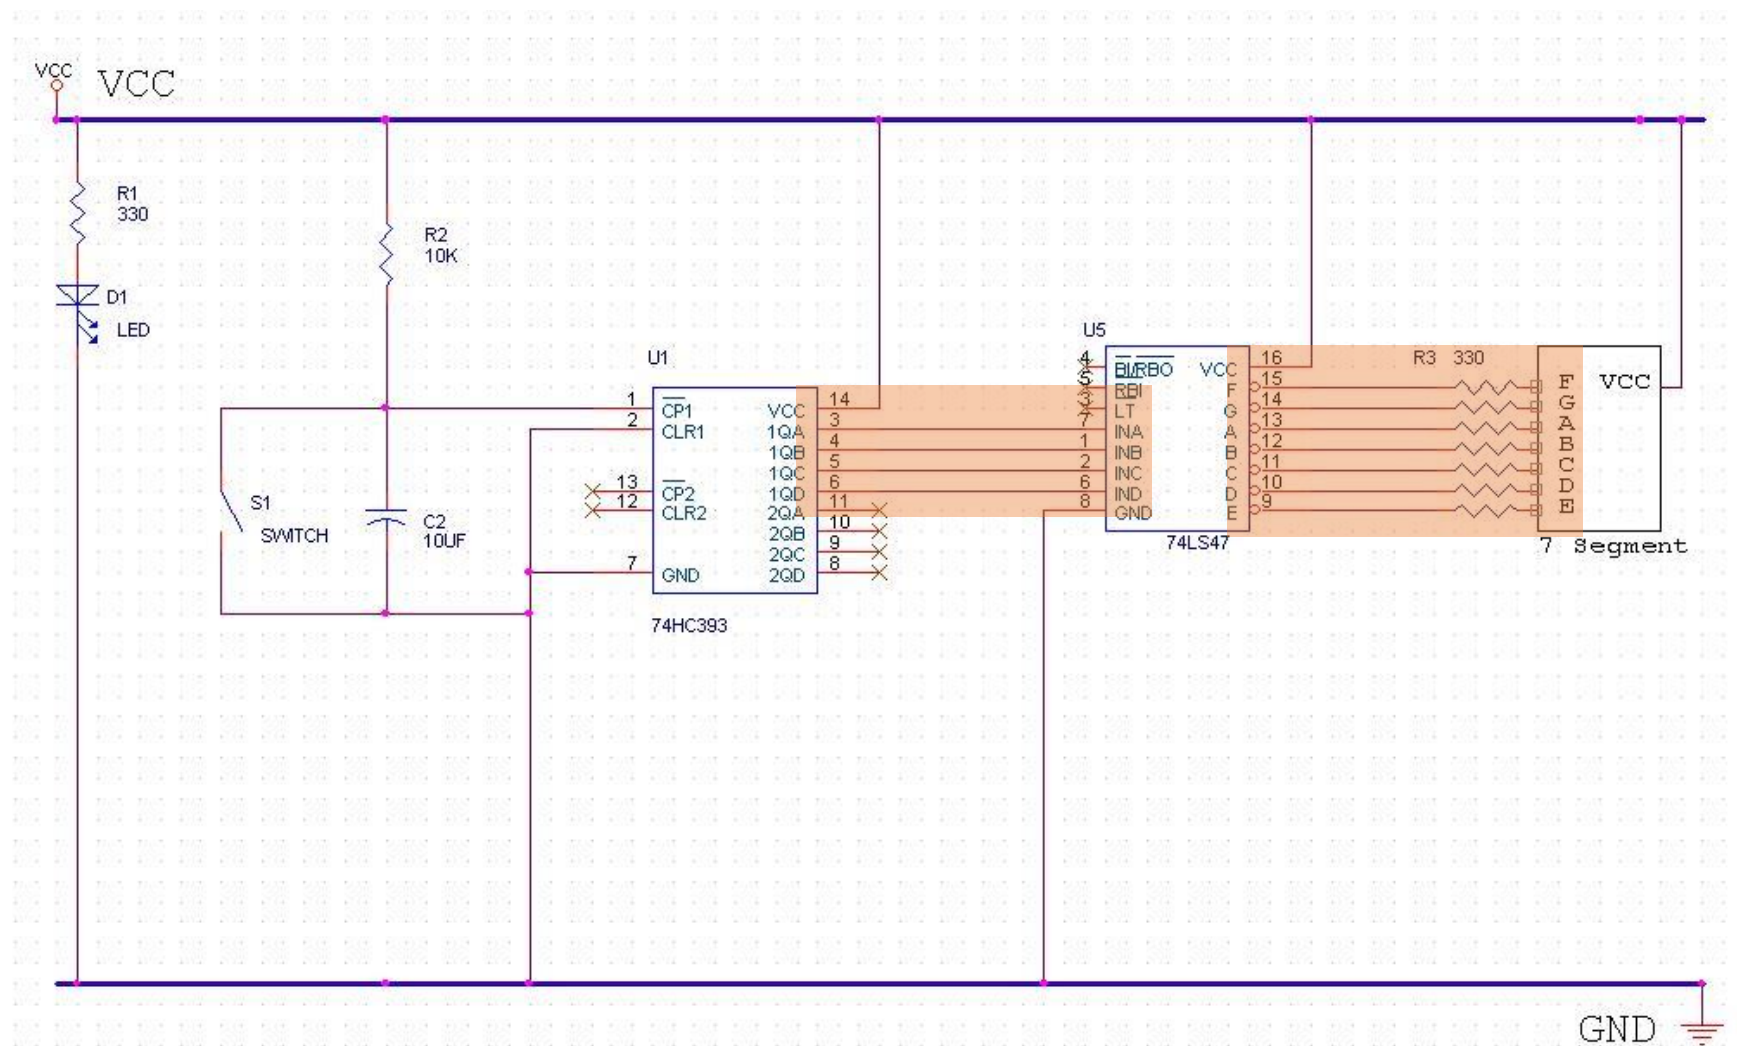 VCC VCC
R1
330
R2
10K
D1
LED
U1
U5
1 CP1 VCC 14
2 CLR1 1QA 3
1QB 4
1QC 5
13 CP2 1QD 6
12 CLR2 2QA 11
2QB 10
2QC 9
7 GND 2QD 8
74HC393
S1
SWITCH
C2
10UF
4 BI/RBO VCC 16
5 RBI F 15
3 LT G 14
7 INA A 13
1 INB B 12
2 INC C 11
6 IND D 10
8 GND E 9
74LS47
R3 330
F VCC
G
A
B
C
D
E
7 Segment
GND